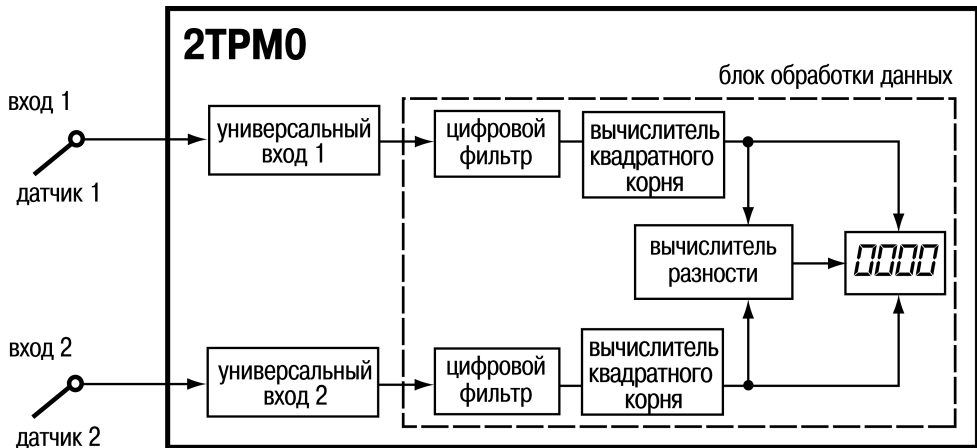 2ТРМ0
блок обработки данных
вход 1
датчик 1
универсальный
вход 1
цифровой
фильтр
вычислитель
квадратного
корня
вычислитель
разности
0000
вход 2
датчик 2
универсальный
вход 2
цифровой
фильтр
вычислитель
квадратного
корня